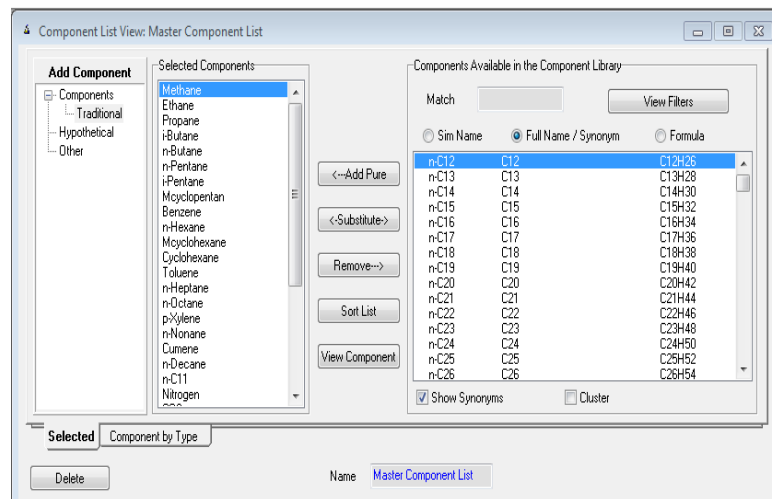 Component List View: Master Component List
Add Component
Components
Traditional
Hypothetical
Other
Selected Components
Methane
Ethane
Propane
i-Butane
n-Butane
n-Pentane
i-Pentane
Mcyclopentan
Benzene
n-Hexane
Mcyclohexane
Cyclohexane
Toluene
n-Heptane
n-Octane
p-Xylene
n-Nonane
Cumene
n-Decane
n-C11
Nitrogen
<---Add Pure
<-Substitute->
Remove--->
Sort List
View Component
Components Available in the Component Library
Match
View Filters
Sim Name Full Name / Synonym Formula
n-C12 C12 C12H26
n-C13 C13 C13H28
n-C14 C14 C14H30
n-C15 C15 C15H32
n-C16 C16 C16H34
n-C17 C17 C17H36
n-C18 C18 C18H38
n-C19 C19 C19H40
n-C20 C20 C20H42
n-C21 C21 C21H44
n-C22 C22 C22H46
n-C23 C23 C23H48
n-C24 C24 C24H50
n-C25 C25 C25H52
n-C26 C26 C26H54
Show Synonyms Cluster
Selected Component by Type
Delete
Name Master Component List